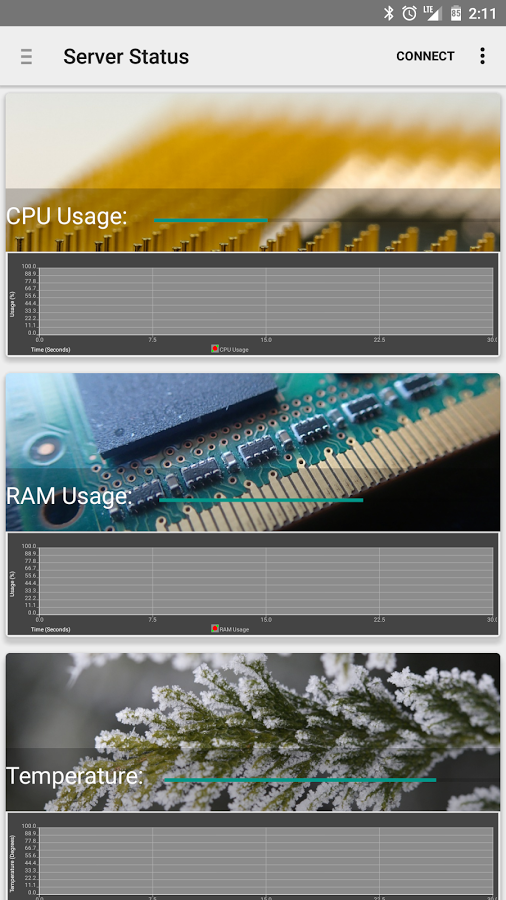 LTE 85 2:11
Server Status CONNECT
CPU Usage:
100.0
88.9
77.8
66.7
55.6
44.4
33.3
22.2
11.1
0.0
Usage (%)
0.0 7.5 15.0 22.5 30.0
Time (Seconds) CPU Usage
RAM Usage:
100.0
88.9
77.8
66.7
55.6
44.4
33.3
22.2
11.1
0.0
Usage (%)
0.0 7.5 15.0 22.5 30.0
Time (Seconds) RAM Usage
Temperature:
100.0
88.9
77.8
66.7
55.6
44.4
33.3
22.2
11.1
0.0
Temperature (Degrees)